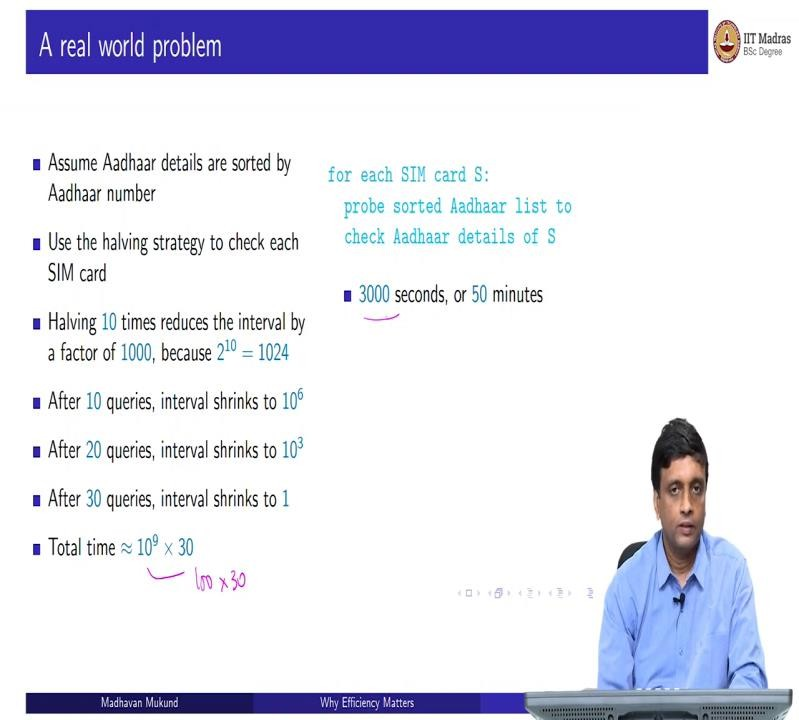 A real world problem
IIT Madras
BSc Degree
Assume Aadhaar details are sorted by
Aadhaar number
Use the halving strategy to check each
SIM card
Halving 10 times reduces the interval by
a factor of 1000, because 2^10 = 1024
After 10 queries, interval shrinks to 10^6
After 20 queries, interval shrinks to 10^3
After 30 queries, interval shrinks to 1
Total time ≈ 10^9 × 30
100 × 30
for each SIM card S:
probe sorted Aadhaar list to
check Aadhaar details of S
3000 seconds, or 50 minutes
Madhavan Mukund
Why Efficiency Matters